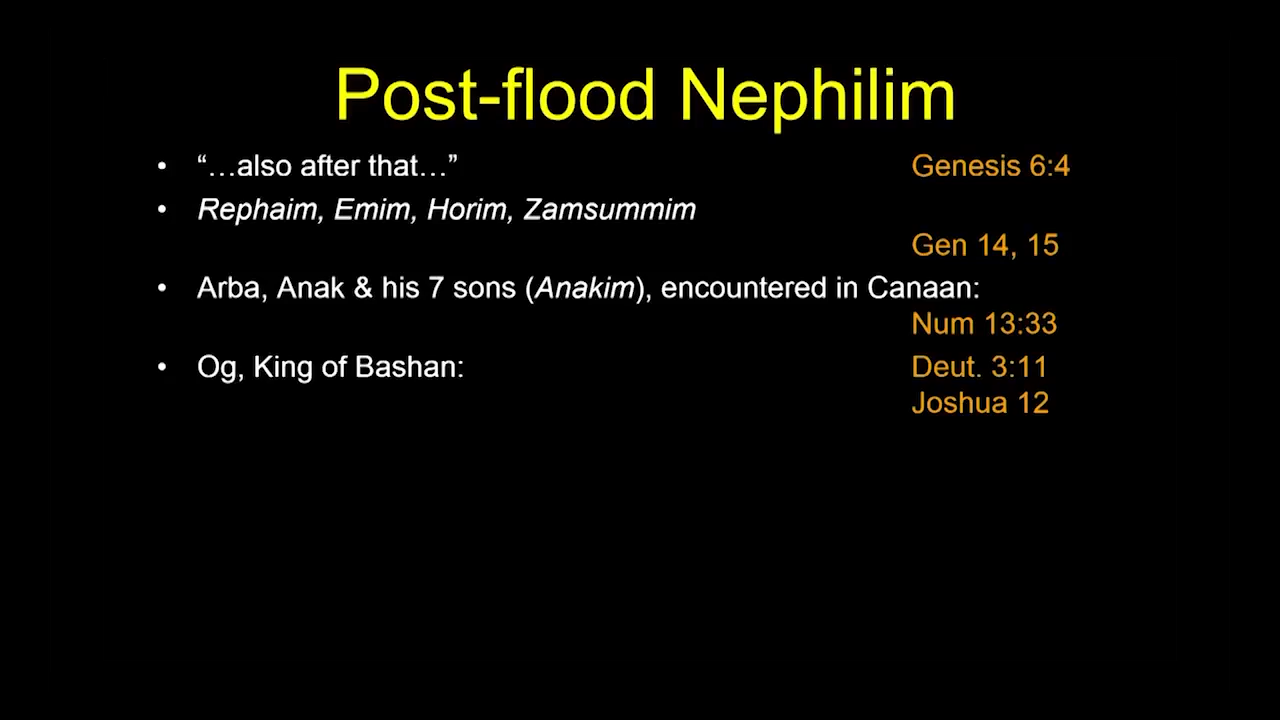 Post-flood Nephilim
• “…also after that…” Genesis 6:4
• Rephaim, Emim, Horim, Zamsummim
Gen 14, 15
• Arba, Anak & his 7 sons (Anakim), encountered in Canaan:
Num 13:33
• Og, King of Bashan: Deut. 3:11
Joshua 12